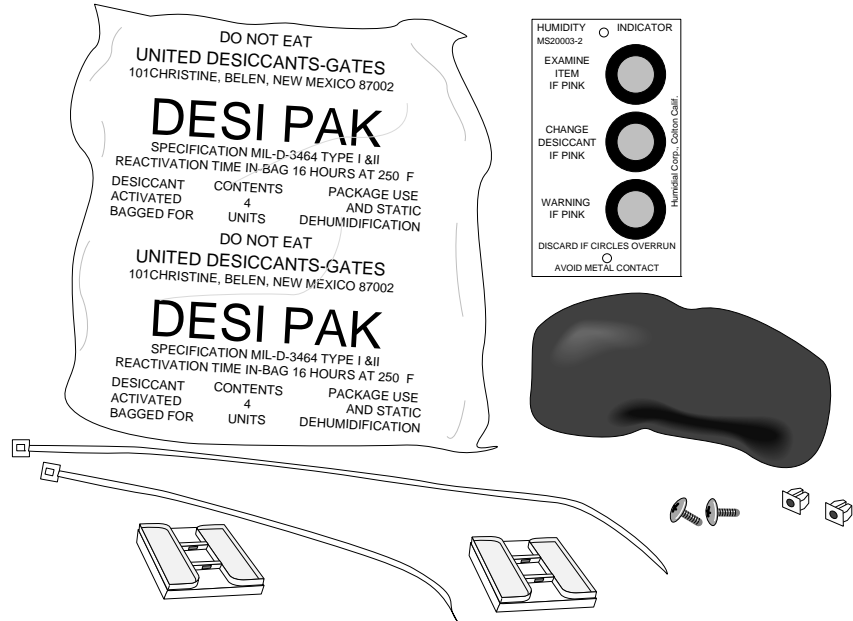 DO NOT EAT
UNITED DESICCANTS-GATES
101CHRISTINE, BELEN, NEW MEXICO 87002
DESI PAK
SPECIFICATION MIL-D-3464 TYPE I &II
REACTIVATION TIME IN-BAG 16 HOURS AT 250 F
DESICCANT
ACTIVATED
BAGGED FOR
CONTENTS
4
UNITS
PACKAGE USE
AND STATIC
DEHUMIDIFICATION
DO NOT EAT
UNITED DESICCANTS-GATES
101CHRISTINE, BELEN, NEW MEXICO 87002
DESI PAK
SPECIFICATION MIL-D-3464 TYPE I &II
REACTIVATION TIME IN-BAG 16 HOURS AT 250 F
DESICCANT
ACTIVATED
BAGGED FOR
CONTENTS
4
UNITS
PACKAGE USE
AND STATIC
DEHUMIDIFICATION
HUMIDITY INDICATOR
MS20003-2
EXAMINE
ITEM
IF PINK
CHANGE
DESICCANT
IF PINK
WARNING
IF PINK
Humidial Corp., Colton Calif.
DISCARD IF CIRCLES OVERRUN
AVOID METAL CONTACT